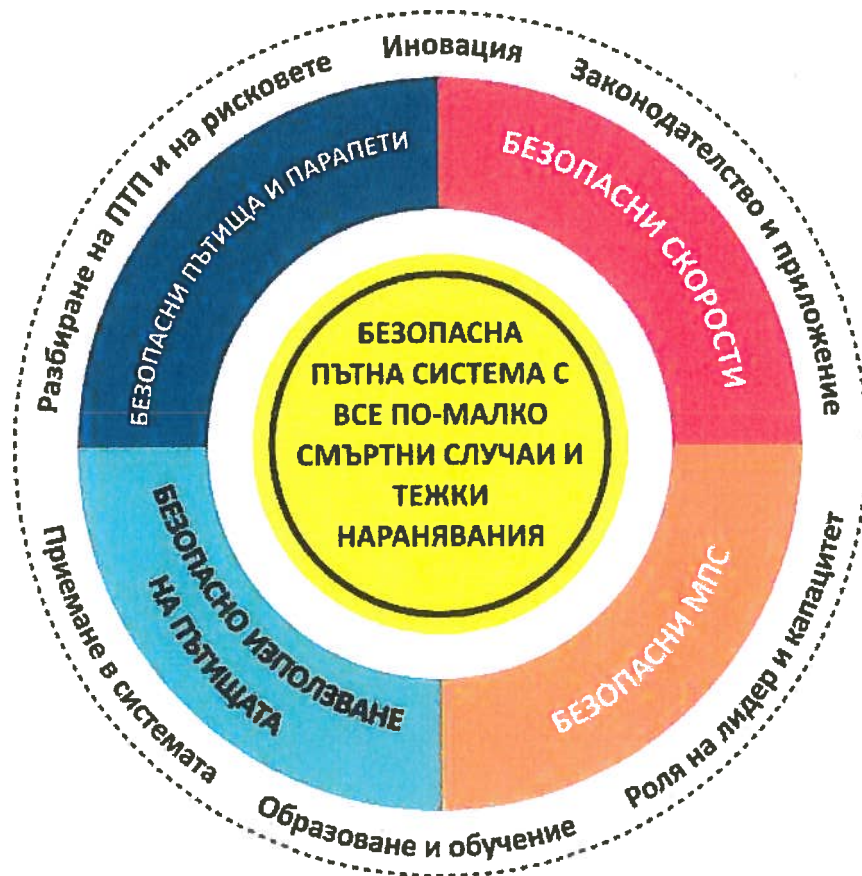 Иновация
Законодателство и приложение
Роля на лидер и капацитет
Образоване и обучение
Приемане в системата
Разбиране на ПТП и на рисковете
БЕЗОПАСНИ ПЪТИЩА И ПАРАПЕТИ
БЕЗОПАСНИ СКОРОСТИ
БЕЗОПАСНИ МПС
БЕЗОПАСНО ИЗПОЛЗВАНЕ
НА ПЪТИЩАТА
БЕЗОПАСНА
ПЪТНА СИСТЕМА С
ВСЕ ПО-МАЛКО
СМЪРТНИ СЛУЧАИ И
ТЕЖКИ
НАРАНЯВАНИЯ